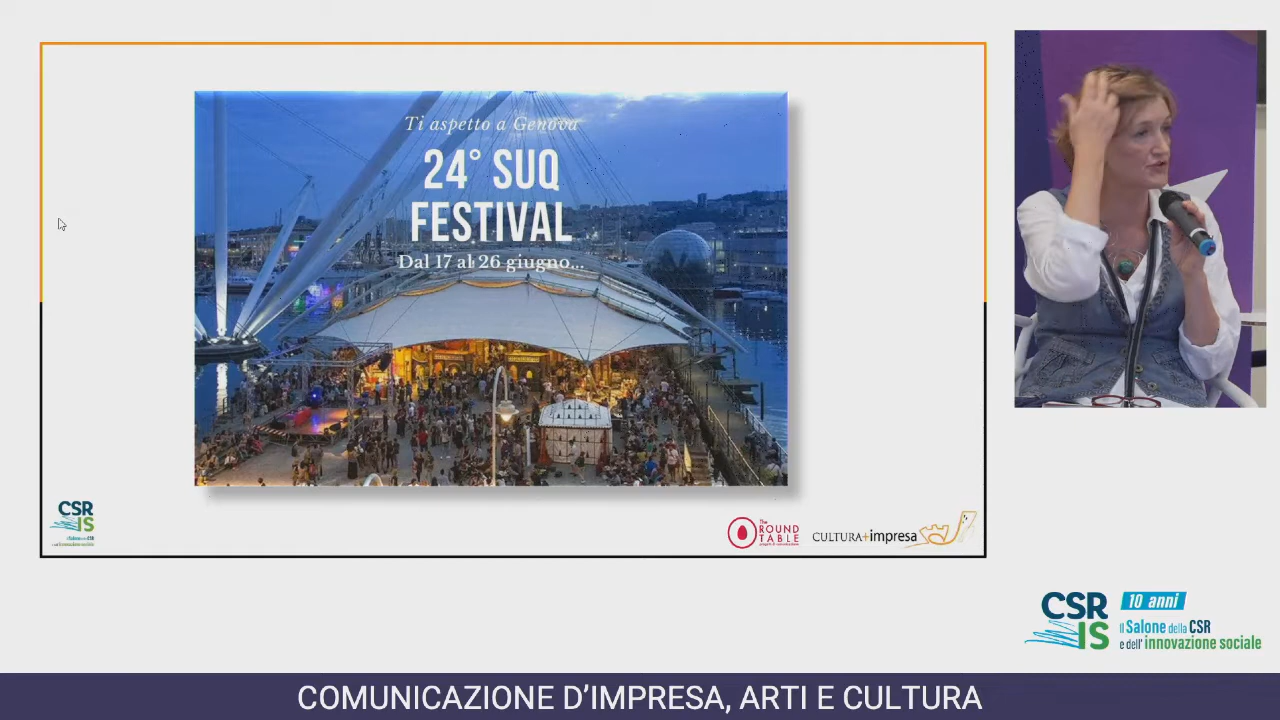 Ti aspetto a Genova
24° SUQ
FESTIVAL
Dal 17 al 26 giugno...
CSR
IS
the
ROUND
TABLE
CULTURA+impresa
CSR
IS
10 anni
Il Salone della CSR
e dell'innovazione sociale
COMUNICAZIONE D'IMPRESA, ARTI E CULTURA